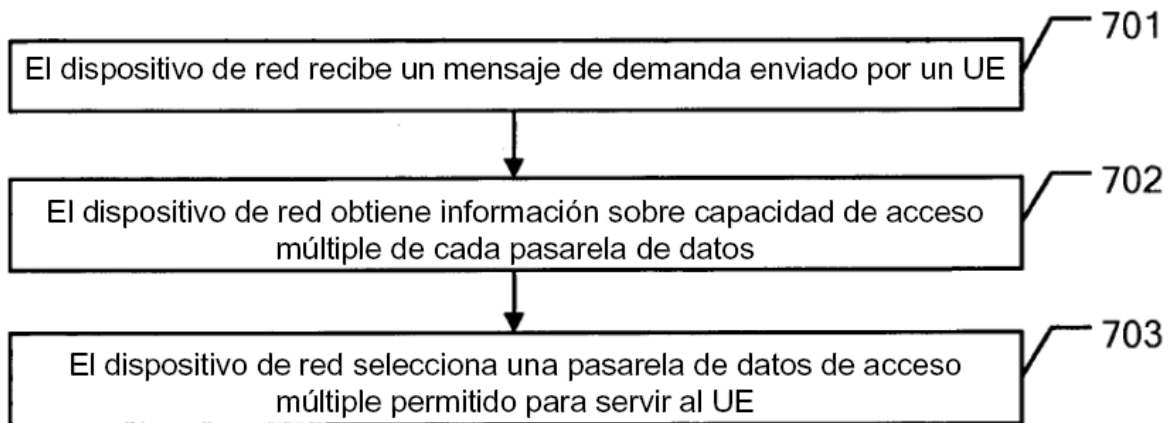 701
El dispositivo de red recibe un mensaje de demanda enviado por un UE
702
El dispositivo de red obtiene información sobre capacidad de acceso
múltiple de cada pasarela de datos
703
El dispositivo de red selecciona una pasarela de datos de acceso
múltiple permitido para servir al UE